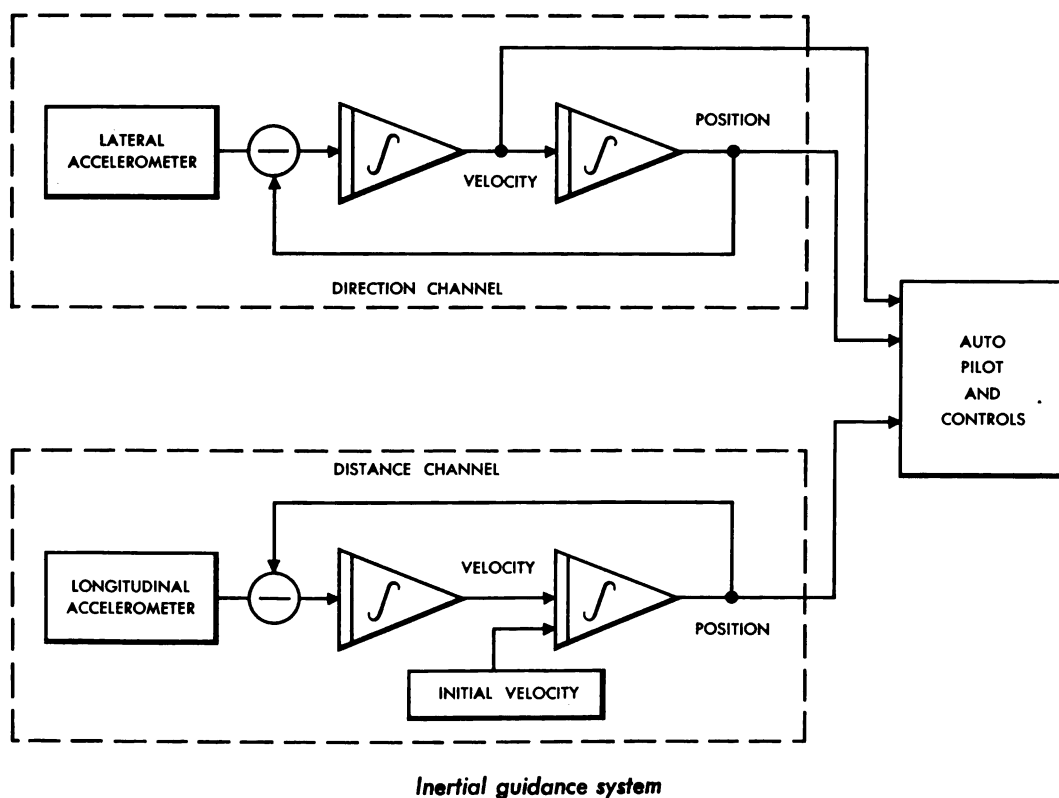 LATERAL
ACCELEROMETER
VELOCITY
POSITION
DIRECTION CHANNEL
AUTO
PILOT
AND
CONTROLS
DISTANCE CHANNEL
LONGITUDINAL
ACCELEROMETER
VELOCITY
POSITION
INITIAL VELOCITY
Inertial guidance system